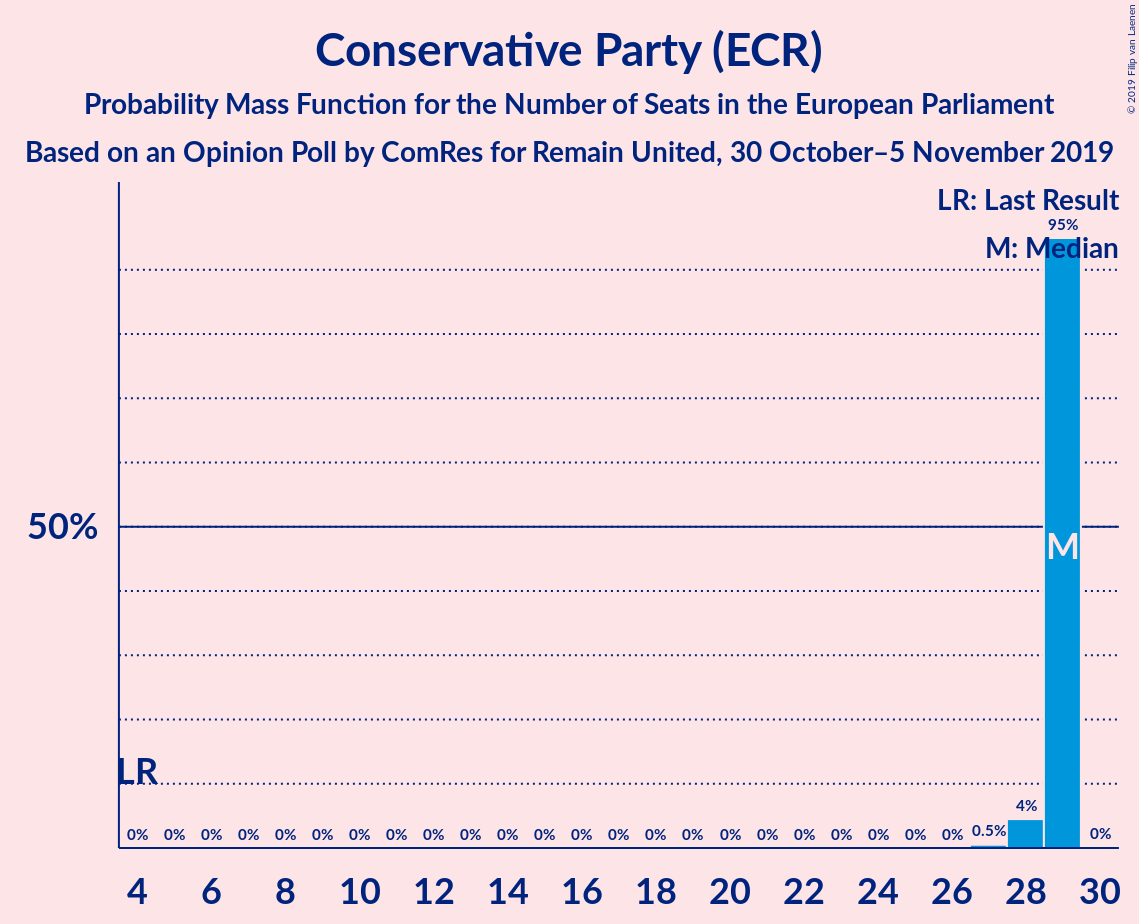 Conservative Party (ECR)
Probability Mass Function for the Number of Seats in the European Parliament
Based on an Opinion Poll by ComRes for Remain United, 30 October–5 November 2019
© 2019 Filip van Laenen
LR: Last Result
95%
M: Median
50%
M
LR
4%
0% 0% 0% 0% 0% 0% 0% 0% 0% 0% 0% 0% 0% 0% 0% 0% 0% 0% 0% 0% 0% 0% 0% 0.5% 0%
4 6 8 10 12 14 16 18 20 22 24 26 28 30